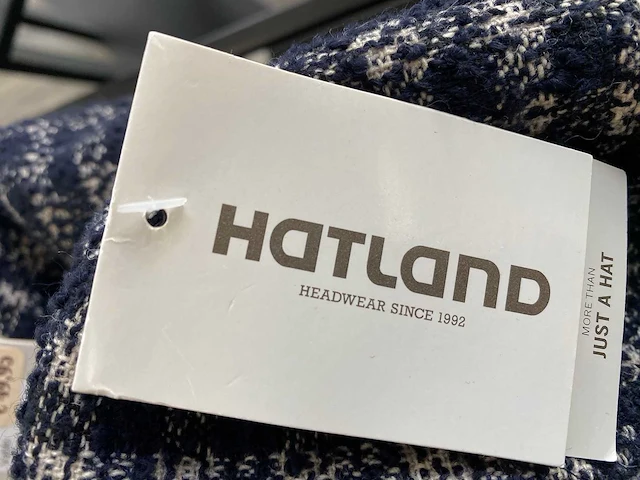 HATLAND
HEADWEAR SINCE 1992
MORE THAN
JUST A HAT